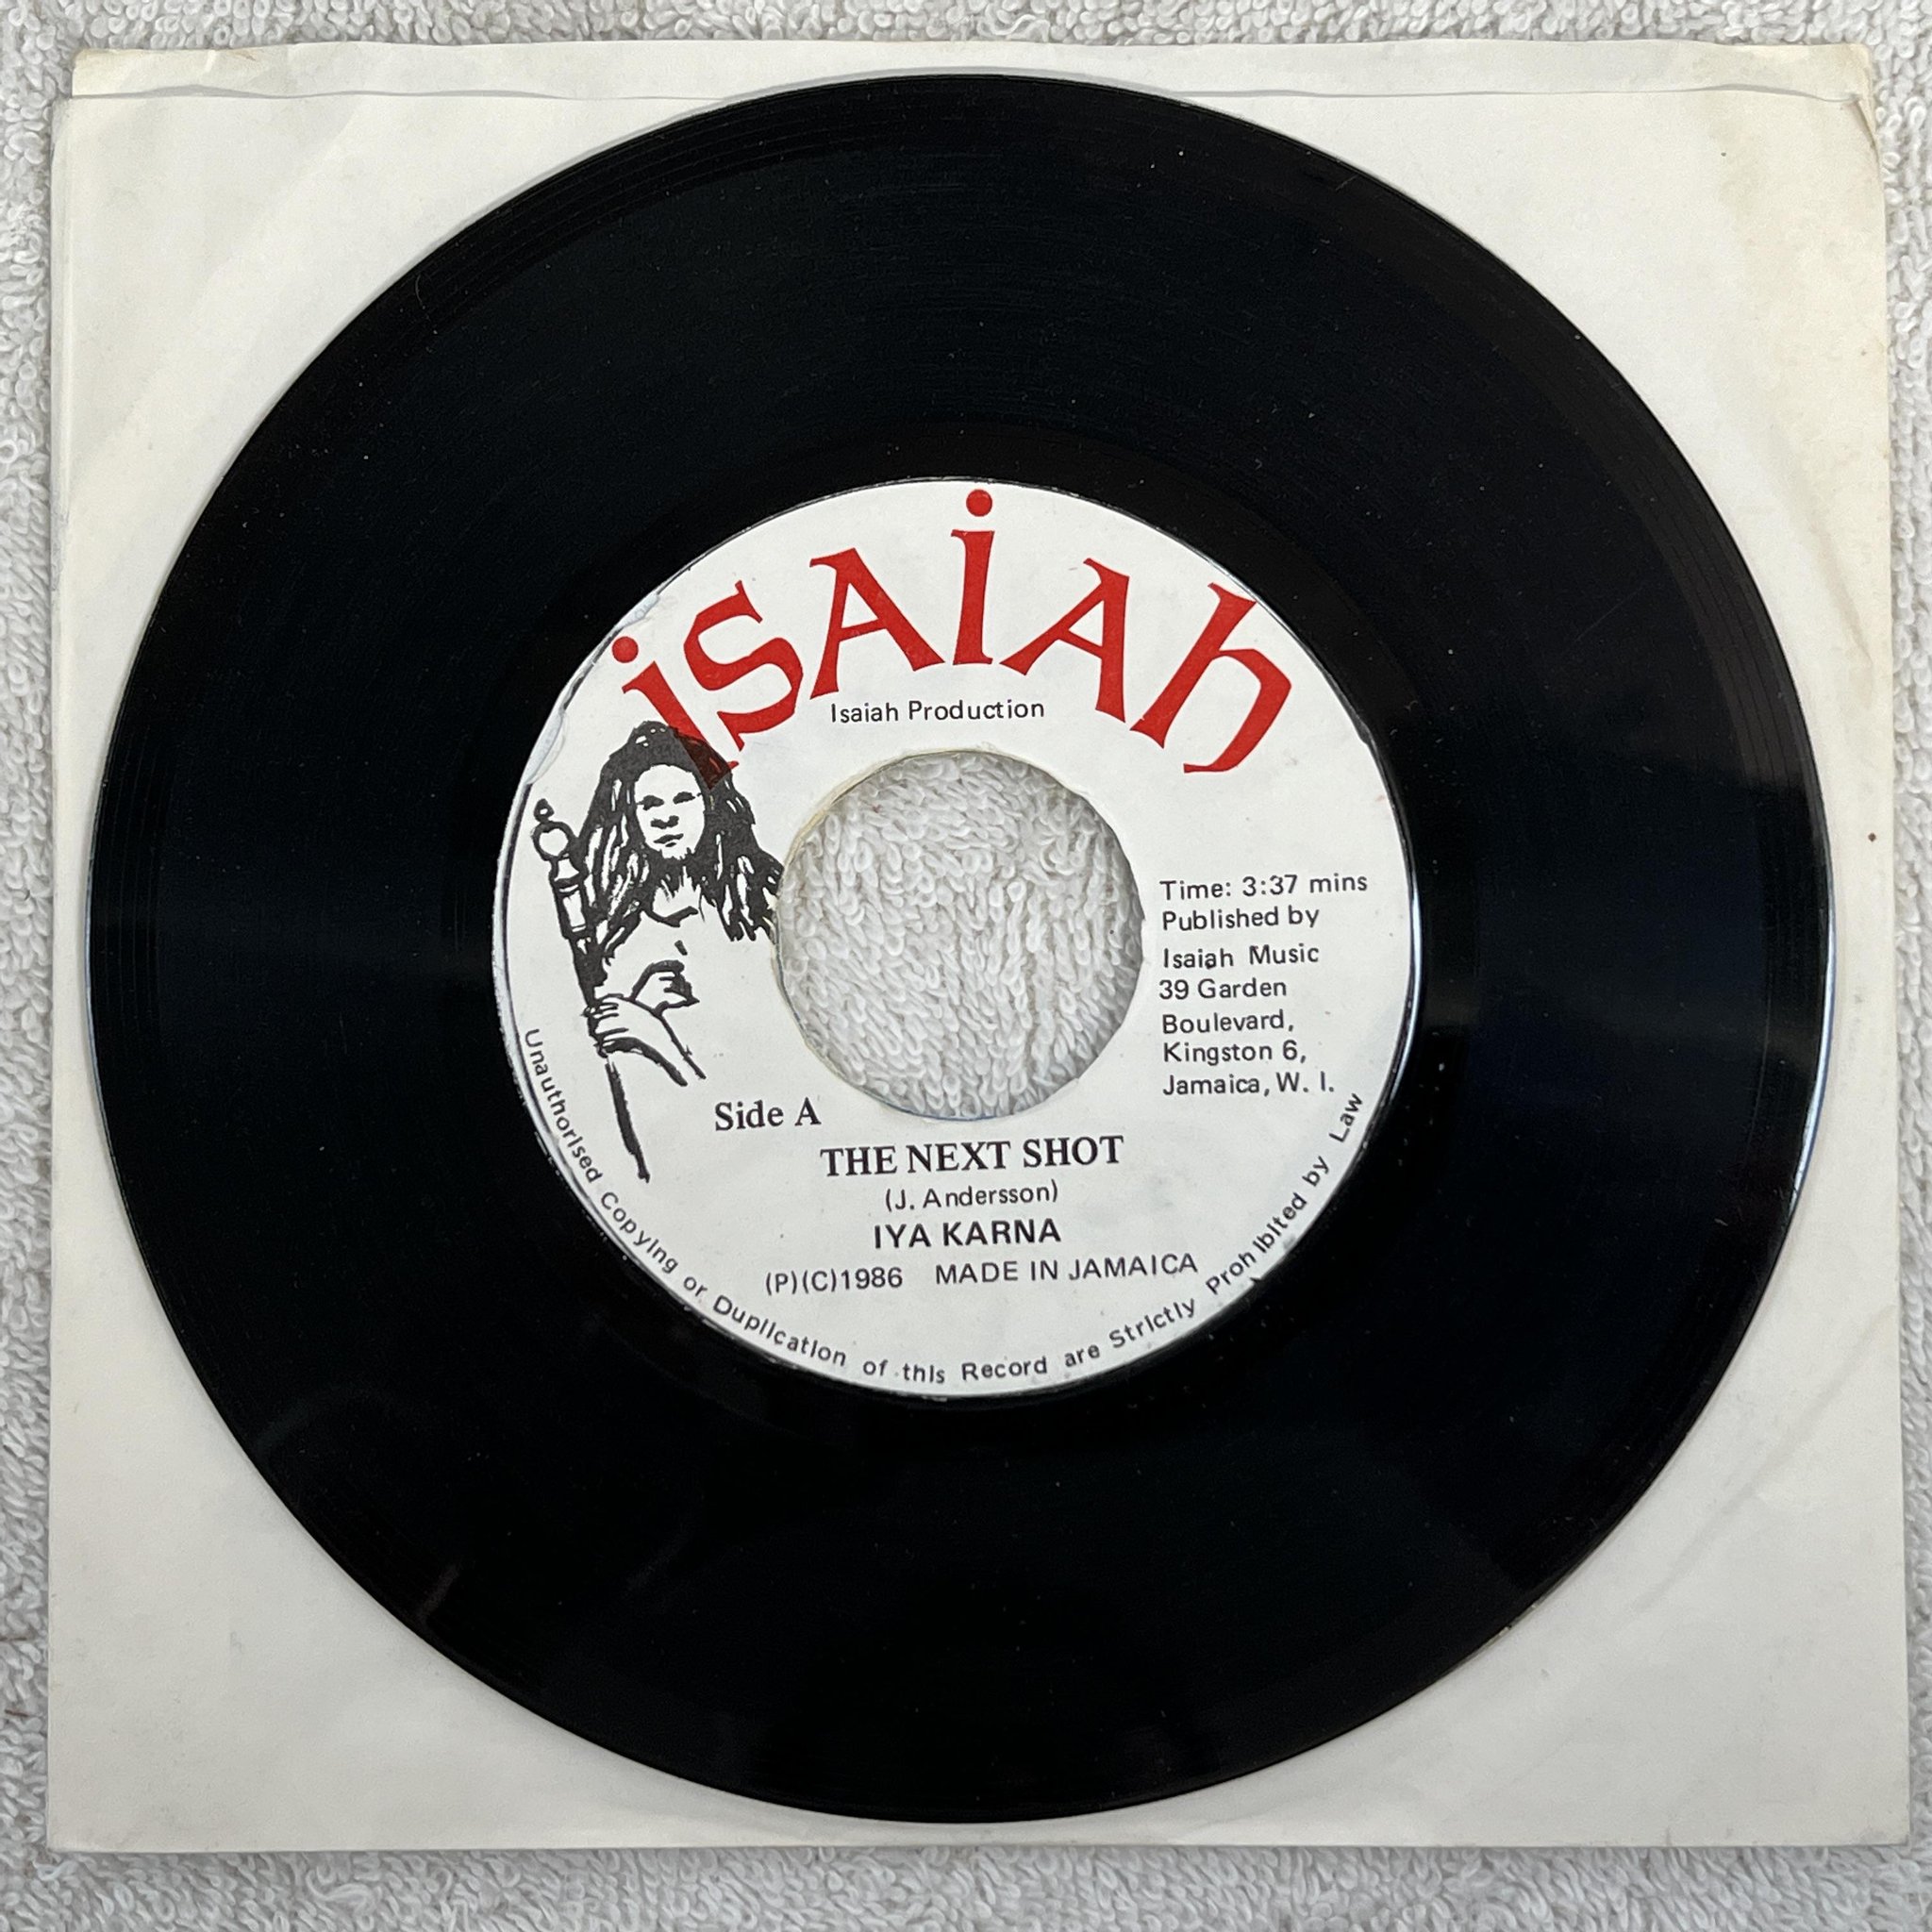 iSAiAh
Isaiah Production
Time: 3:37 mins
Published by
Isaiah Music
39 Garden
Boulevard,
Kingston 6,
Jamaica, W. I.
Side A
THE NEXT SHOT
(J. Andersson)
IYA KARNA
(P)(C)1986 MADE IN JAMAICA
Unauthorised Copying or Duplication of this Record are Strictly Prohibited by Law